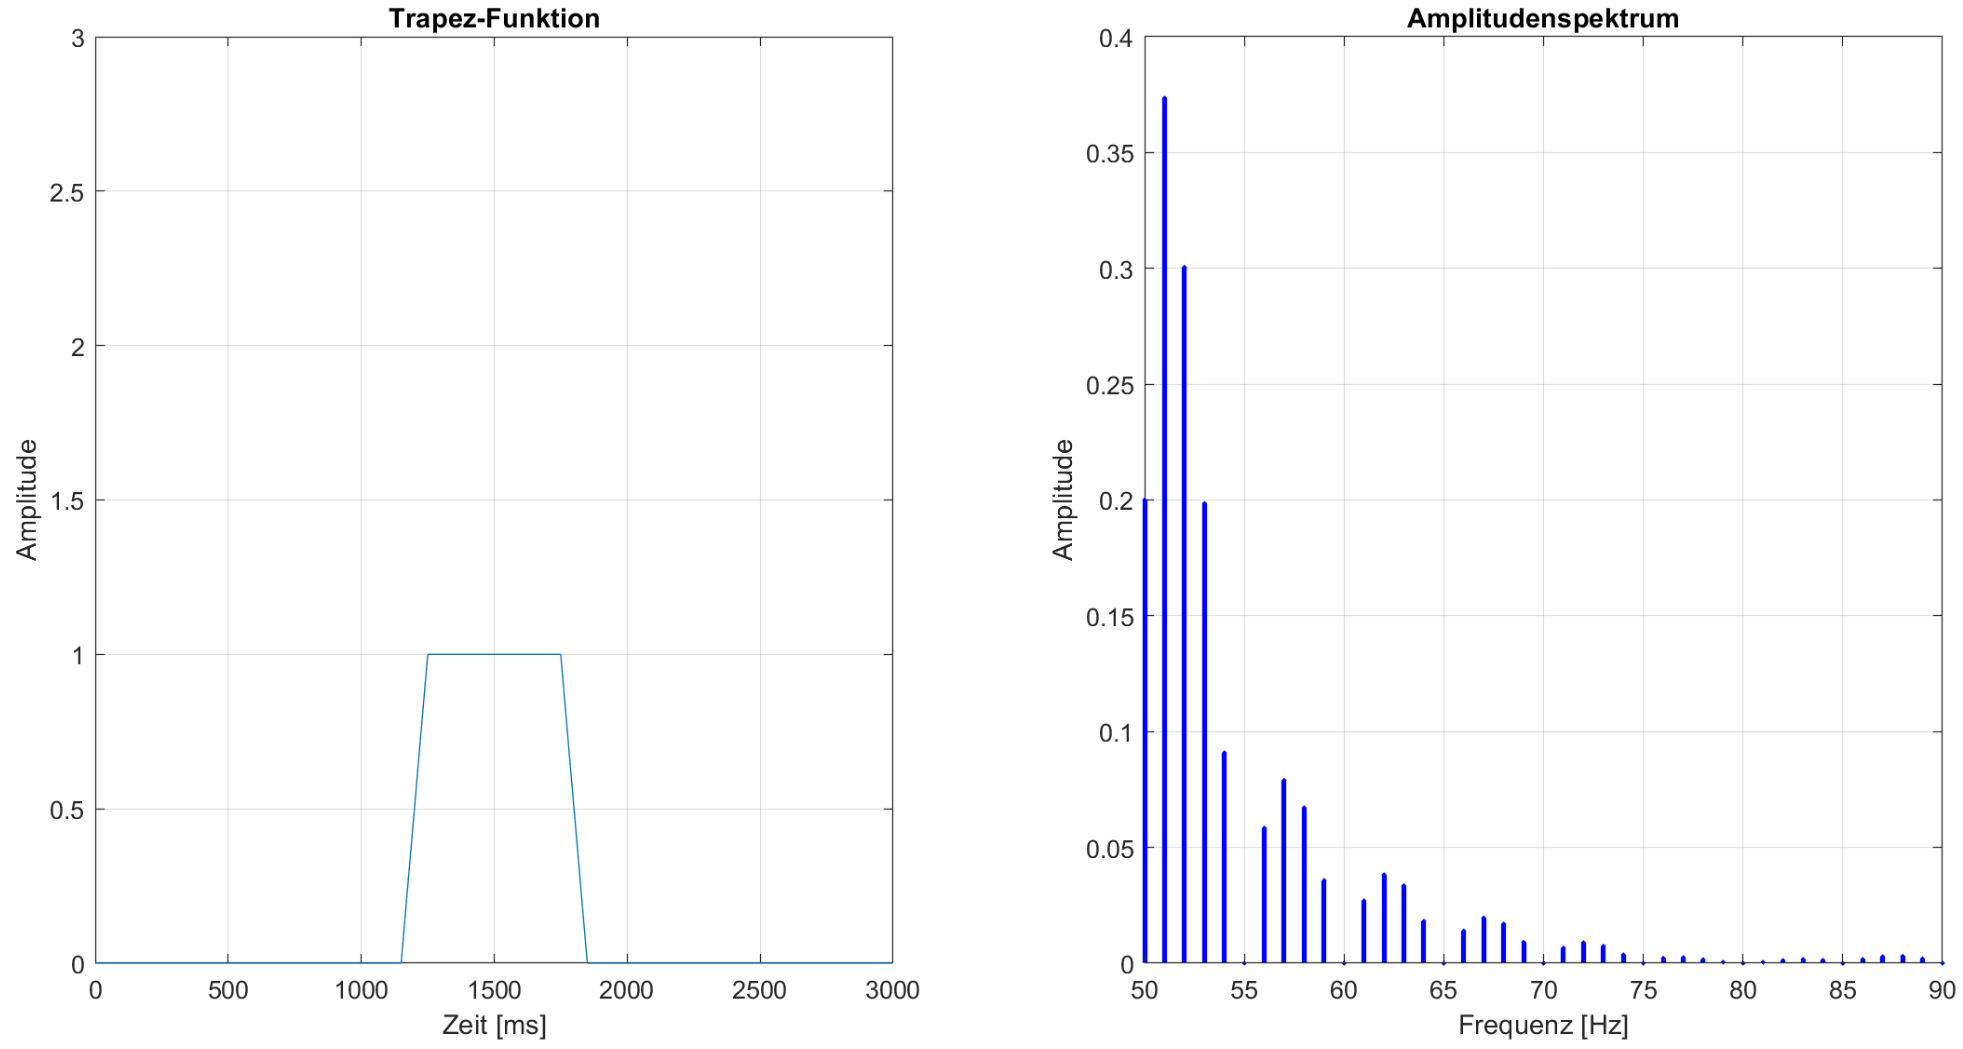 Trapez-Funktion
3
2.5
2
1.5
1
0.5
0
Amplitude
0 500 1000 1500 2000 2500 3000
Zeit [ms]
Amplitudenspektrum
0.4
0.35
0.3
0.25
0.2
0.15
0.1
0.05
0
Amplitude
50 55 60 65 70 75 80 85 90
Frequenz [Hz]